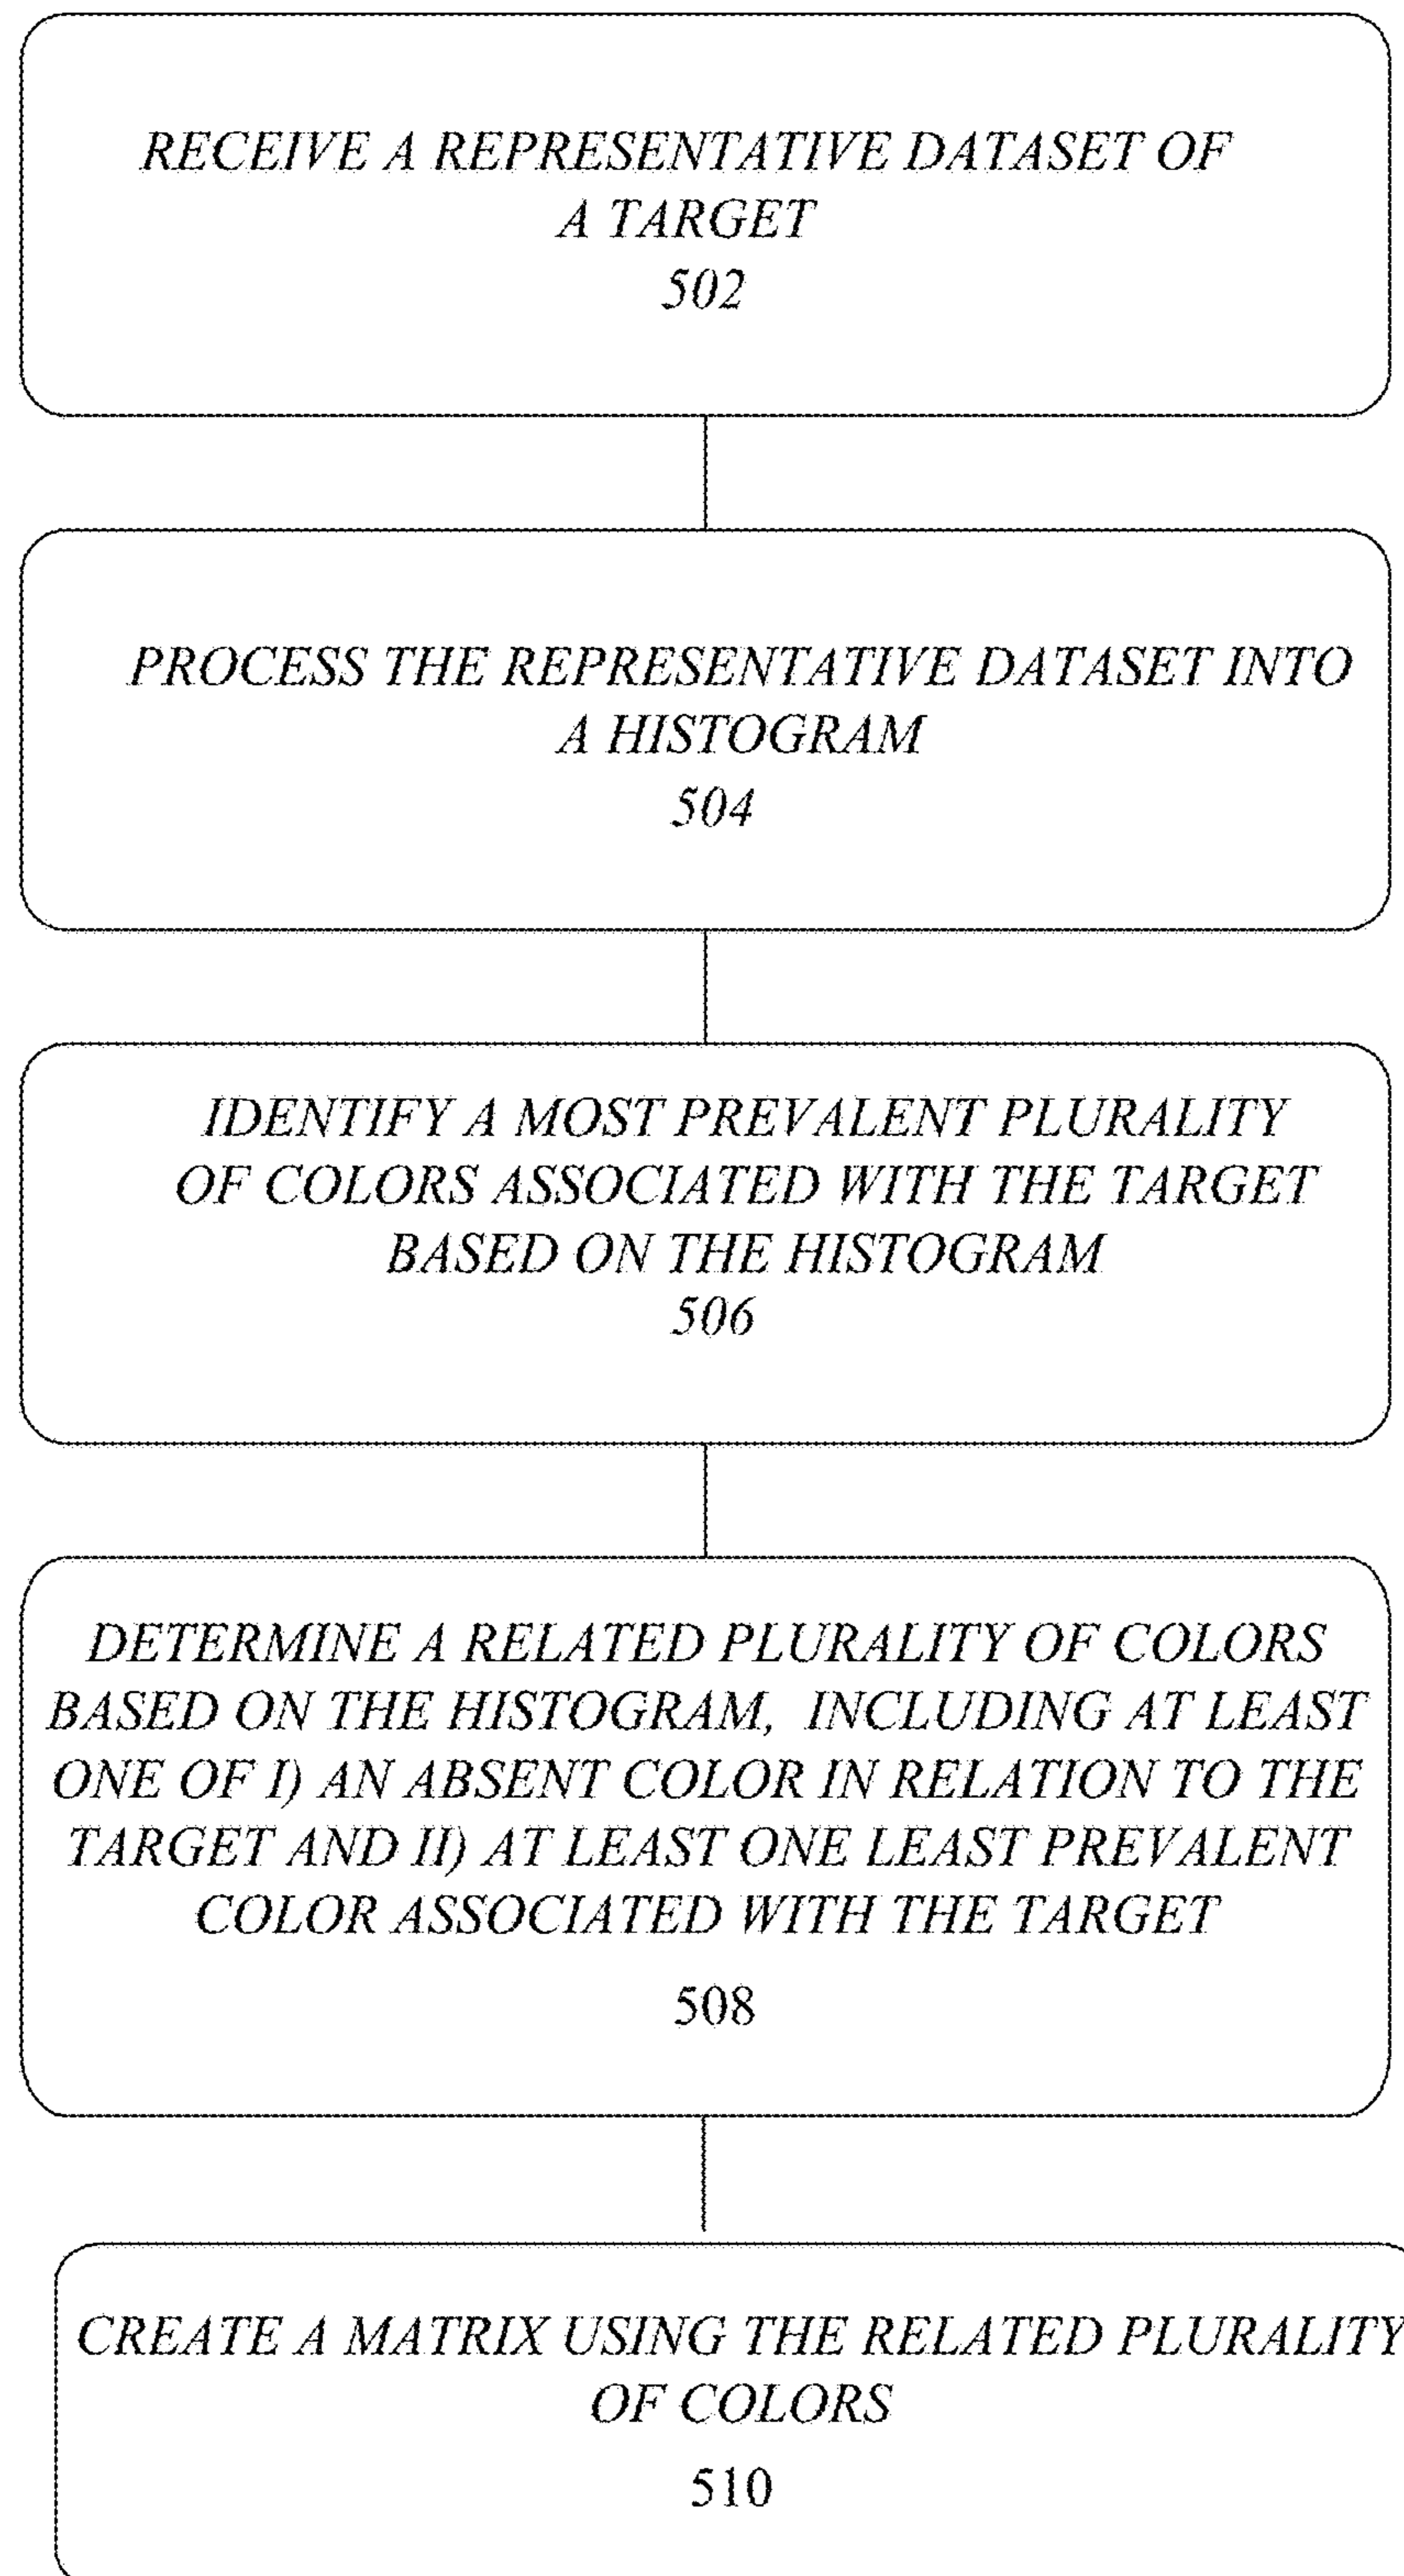 RECEIVE A REPRESENTATIVE DATASET OF
A TARGET
502
PROCESS THE REPRESENTATIVE DATASET INTO
A HISTOGRAM
504
IDENTIFY A MOST PREVALENT PLURALITY
OF COLORS ASSOCIATED WITH THE TARGET
BASED ON THE HISTOGRAM
506
DETERMINE A RELATED PLURALITY OF COLORS
BASED ON THE HISTOGRAM, INCLUDING AT LEAST
ONE OF I) AN ABSENT COLOR IN RELATION TO THE
TARGET AND II) AT LEAST ONE LEAST PREVALENT
COLOR ASSOCIATED WITH THE TARGET
508
CREATE A MATRIX USING THE RELATED PLURALITY
OF COLORS
510